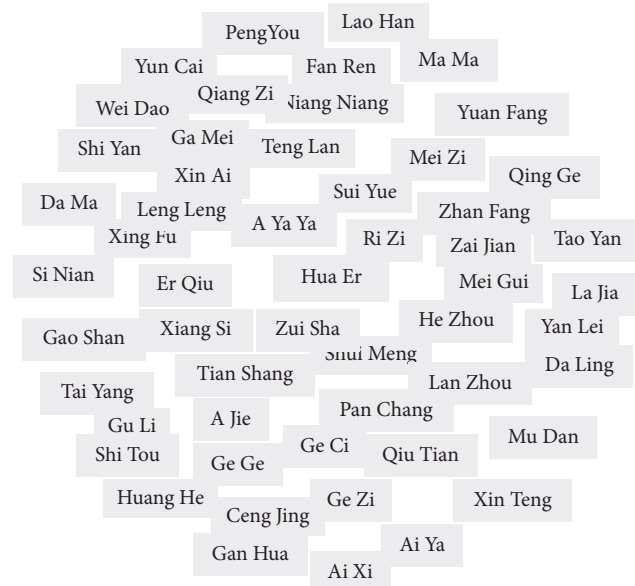 Lao Han
PengYou
Ma Ma
Yun Cai
Fan Ren
Qiang Zi
Niang Niang
Wei Dao
Yuan Fang
Ga Mei
Shi Yan
Teng Lan
Mei Zi
Xin Ai
Qing Ge
Sui Yue
Da Ma
Leng Leng
Zhan Fang
A Ya Ya
Xing Fu
Ri Zi
Zai Jian
Tao Yan
Si Nian
Er Qiu
Hua Er
Mei Gui
La Jia
Gao Shan
Xiang Si
Zui Sha
He Zhou
Yan Lei
Shui Meng
Da Ling
Tian Shang
Lan Zhou
Tai Yang
Pan Chang
Gu Li
A Jie
Mu Dan
Shi Tou
Ge Ci
Qiu Tian
Ge Ge
Huang He
Ge Zi
Xin Teng
Ceng Jing
Gan Hua
Ai Ya
Ai Xi